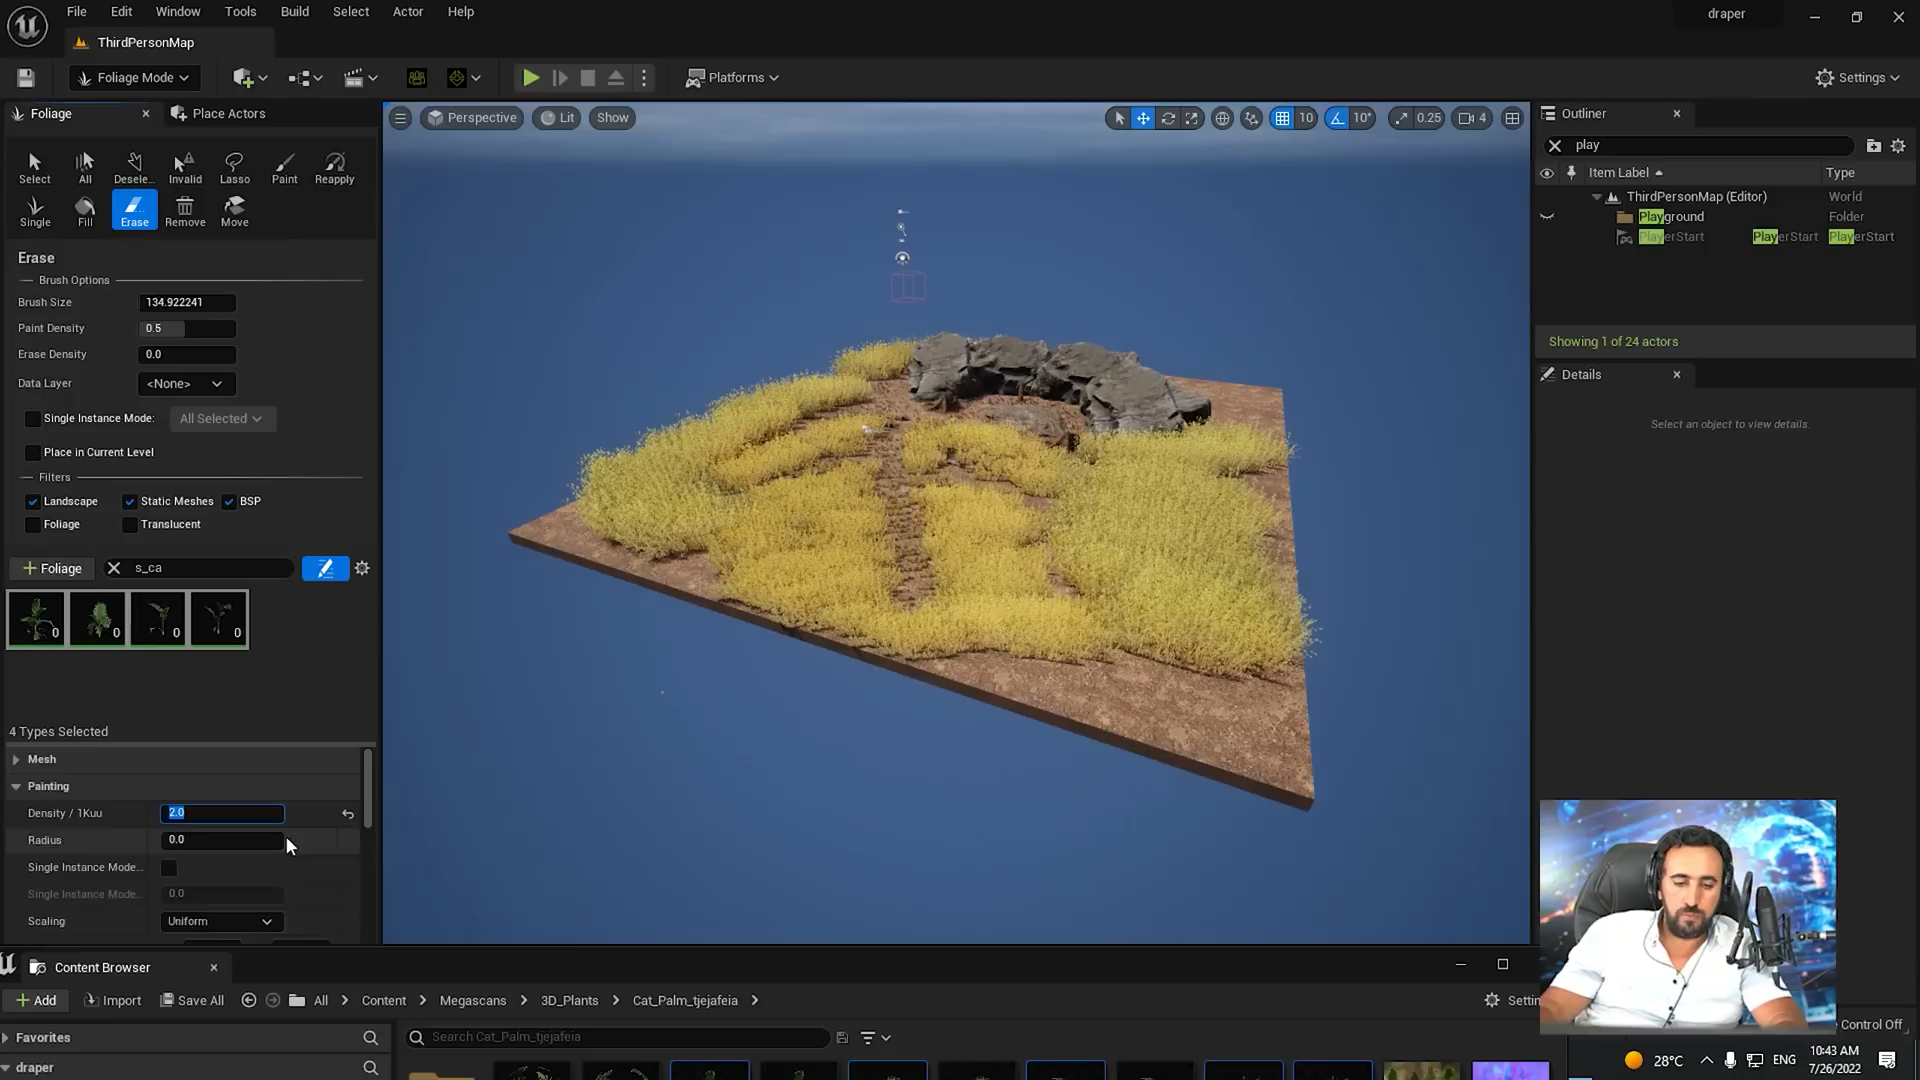 File Edit Window Tools Build Select Actor Help
draper
ThirdPersonMap
Foliage Mode
Platforms
Settings
Foliage
Place Actors
Perspective Lit Show
10 10° 0.25 4
Outliner
play
Item Label Type
ThirdPersonMap (Editor) World
Playground Folder
PlayerStart PlayerStart PlayerStart
Showing 1 of 24 actors
Details
Select an object to view details.
Select All Desele... Invalid Lasso Paint Reapply
Single Fill Erase Remove Move
Erase
Brush Options
Brush Size 134.922241
Paint Density 0.5
Erase Density 0.0
Data Layer <None>
Single Instance Mode: All Selected
Place in Current Level
Filters
Landscape Static Meshes BSP
Foliage Translucent
+ Foliage s_ca
0 0 0 0
4 Types Selected
Mesh
Painting
Density / 1Kuu 2.0
Radius 0.0
Single Instance Mode...
Single Instance Mode... 0.0
Scaling Uniform
Content Browser
+ Add Import Save All All Content Megascans 3D_Plants Cat_Palm_tjejafeia
Settin
Favorites
Search Cat_Palm_tjejafeia
draper
Control Off
28°C ENG 10:43 AM
7/26/2022